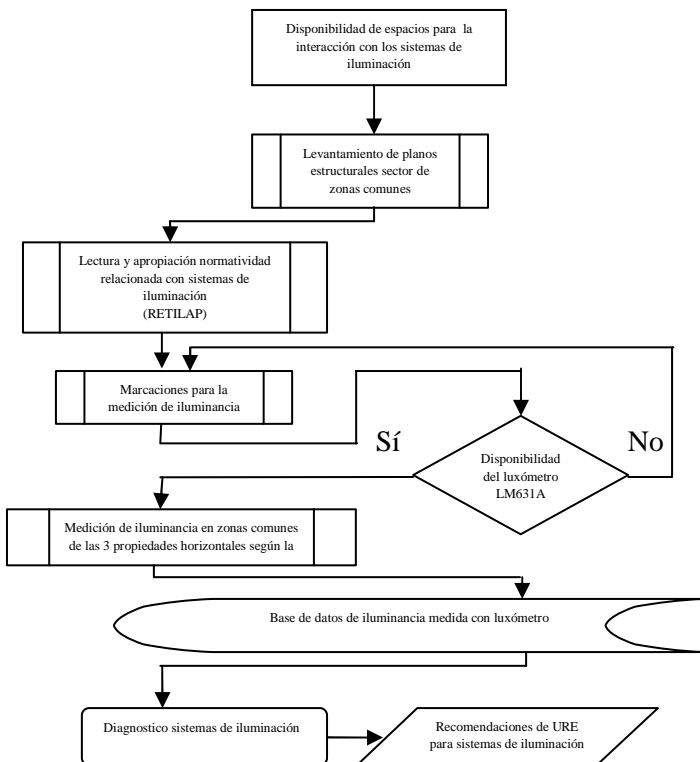 Disponibilidad de espacios para la
interacción con los sistemas de
iluminación
Levantamiento de planos
estructurales sector de
zonas comunes
Lectura y apropiación normatividad
relacionada con sistemas de
iluminación
(RETILAP)
Marcaciones para la
medición de iluminancia
Sí
No
Disponibilidad
del luxómetro
LM631A
Medición de iluminancia en zonas comunes
de las 3 propiedades horizontales según la
Base de datos de iluminancia medida con luxómetro
Diagnostico sistemas de iluminación
Recomendaciones de URE
para sistemas de iluminación